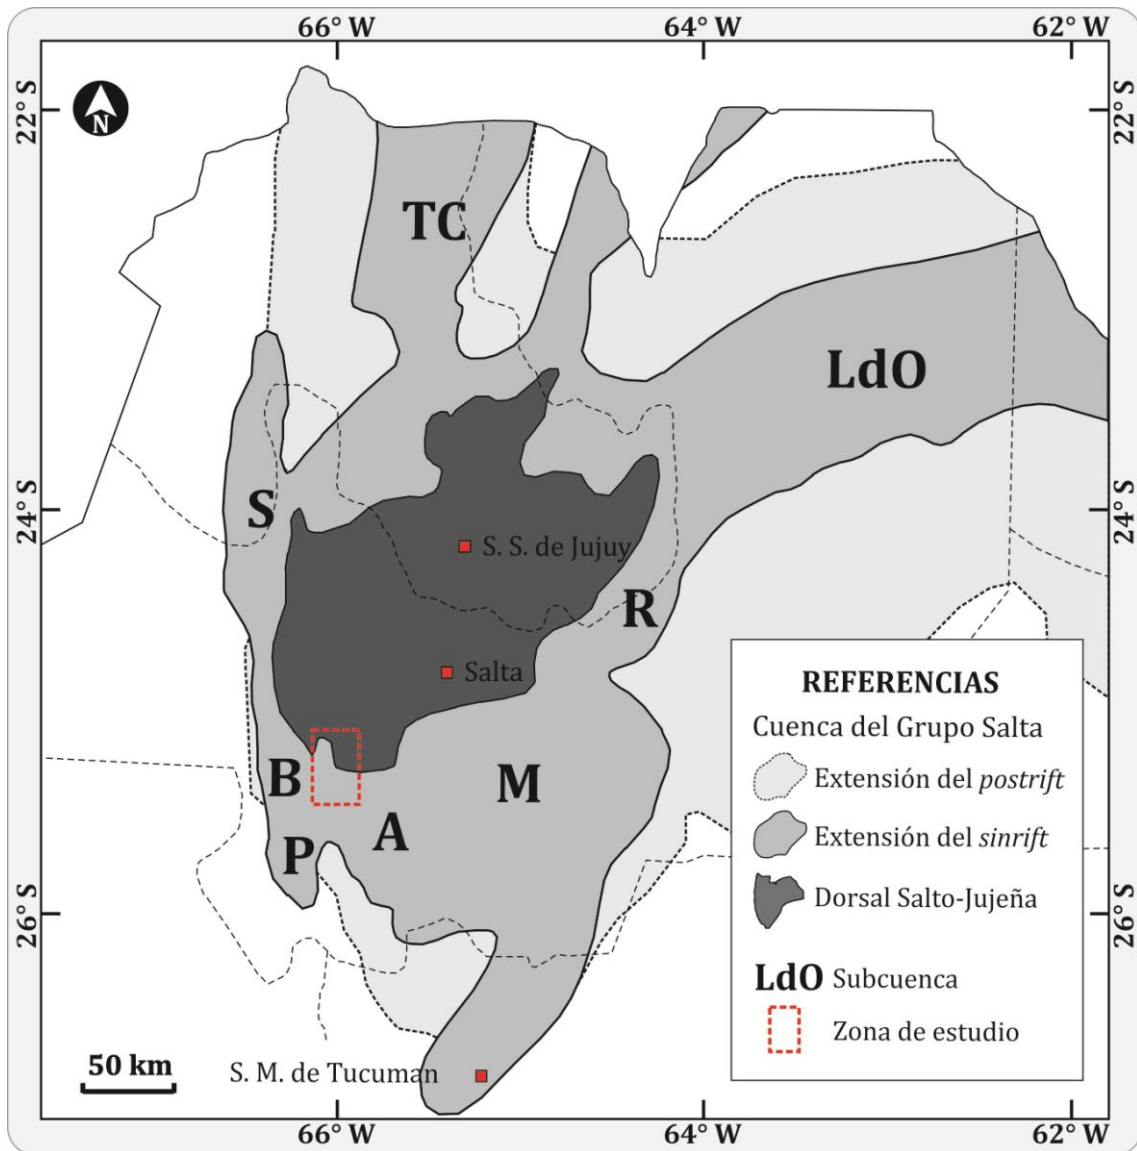 66° W 64° W 62° W
22° S 22° S
N
TC
LdO
S
24° S 24° S
S. S. de Jujuy
R
Salta
REFERENCIAS
Cuenca del Grupo Salta
Extensión del postrift
Extensión del sinrift
Dorsal Salto-Jujeña
LdO Subcuenca
Zona de estudio
B
M
A
P
26° S 26° S
S. M. de Tucuman
50 km
66° W 64° W 62° W